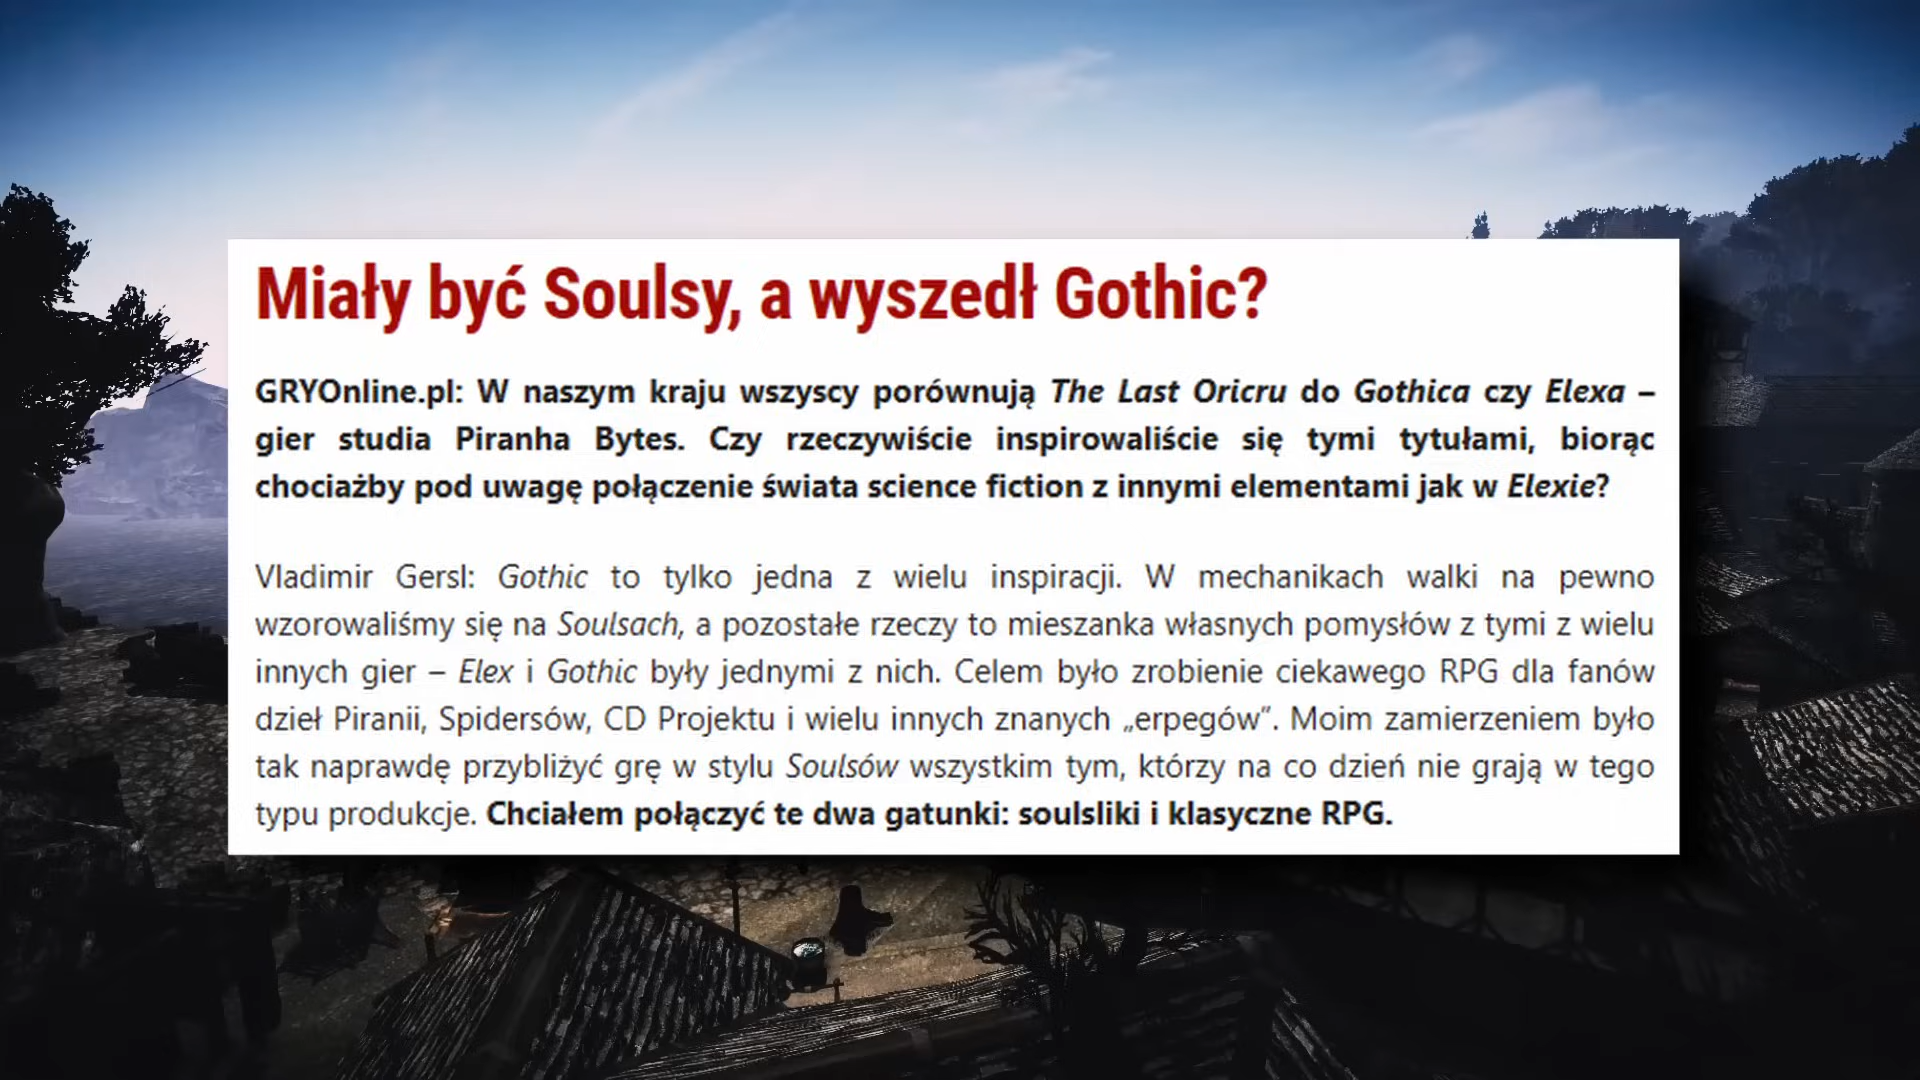 Miały być Soulsy, a wyszedł Gothic?
GRYOnline.pl: W naszym kraju wszyscy porównują The Last Oricru do Gothica czy Elexa –
gier studia Piranha Bytes. Czy rzeczywiście inspirowaliście się tymi tytułami, biorąc
chociażby pod uwagę połączenie świata science fiction z innymi elementami jak w Elexie?
Vladimir Gersl: Gothic to tylko jedna z wielu inspiracji. W mechanikach walki na pewno
wzorowaliśmy się na Soulsach, a pozostałe rzeczy to mieszanka własnych pomysłów z tymi z wielu
innych gier – Elex i Gothic były jednymi z nich. Celem było zrobienie ciekawego RPG dla fanów
dzieł Piranii, Spidersów, CD Projektu i wielu innych znanych „erpegów”. Moim zamierzeniem było
tak naprawdę przybliżyć grę w stylu Soulsów wszystkim tym, którzy na co dzień nie grają w tego
typu produkcje. Chciałem połączyć te dwa gatunki: soulsliki i klasyczne RPG.